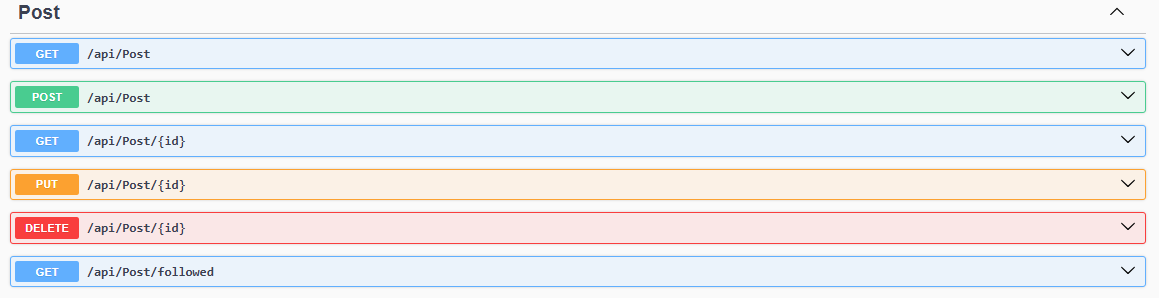 Post
GET /api/Post
POST /api/Post
GET /api/Post/{id}
PUT /api/Post/{id}
DELETE /api/Post/{id}
GET /api/Post/followed